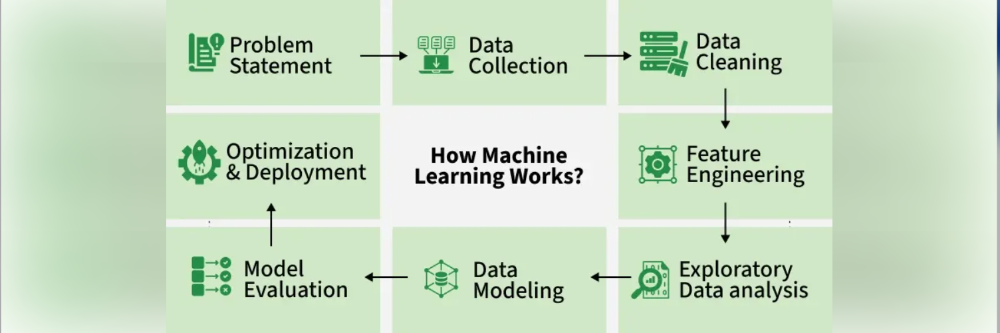 Problem
Statement
Data
Collection
Data
Cleaning
Optimization
& Deployment
How Machine
Learning Works?
Feature
Engineering
Model
Evaluation
Data
Modeling
Exploratory
Data analysis